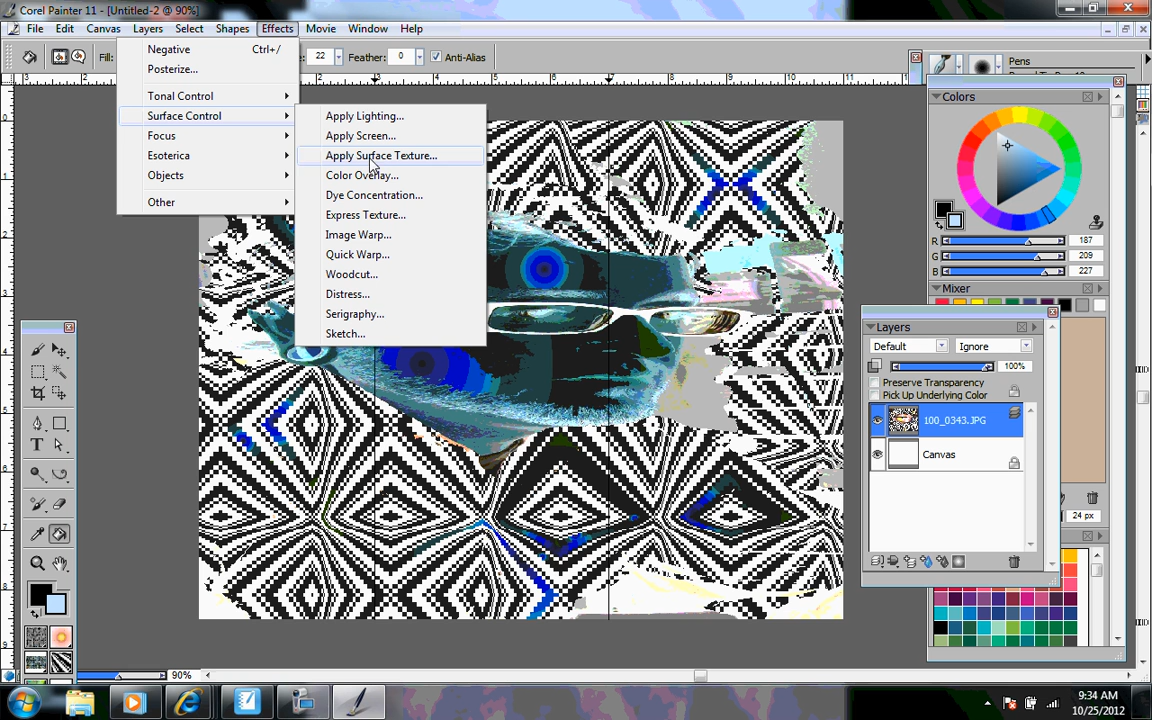 Corel Painter 11 - [Untitled-2 @ 90%]
File Edit Canvas Layers Select Shapes Effects Movie Window Help
Fill: 22 Feather: 0 Anti-Alias
Negative Ctrl+/
Posterize...
Tonal Control
Surface Control
Focus
Esoterica
Objects
Other
Apply Lighting...
Apply Screen...
Apply Surface Texture...
Color Overlay...
Dye Concentration...
Express Texture...
Image Warp...
Quick Warp...
Woodcut...
Distress...
Serigraphy...
Sketch...
Pens
Colors
R 187
G 209
B 227
Mixer
Layers
Default Ignore
100%
Preserve Transparency
Pick Up Underlying Color
100_0343.JPG
Canvas
24 px
90%
9:34 AM
10/25/2012